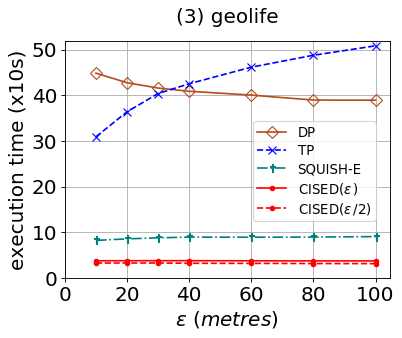 (3) geolife
execution time (x10s)
50
40
30
20
10
0
DP
TP
SQUISH-E
CISED(ε)
CISED(ε/2)
0 20 40 60 80 100
ε (metres)